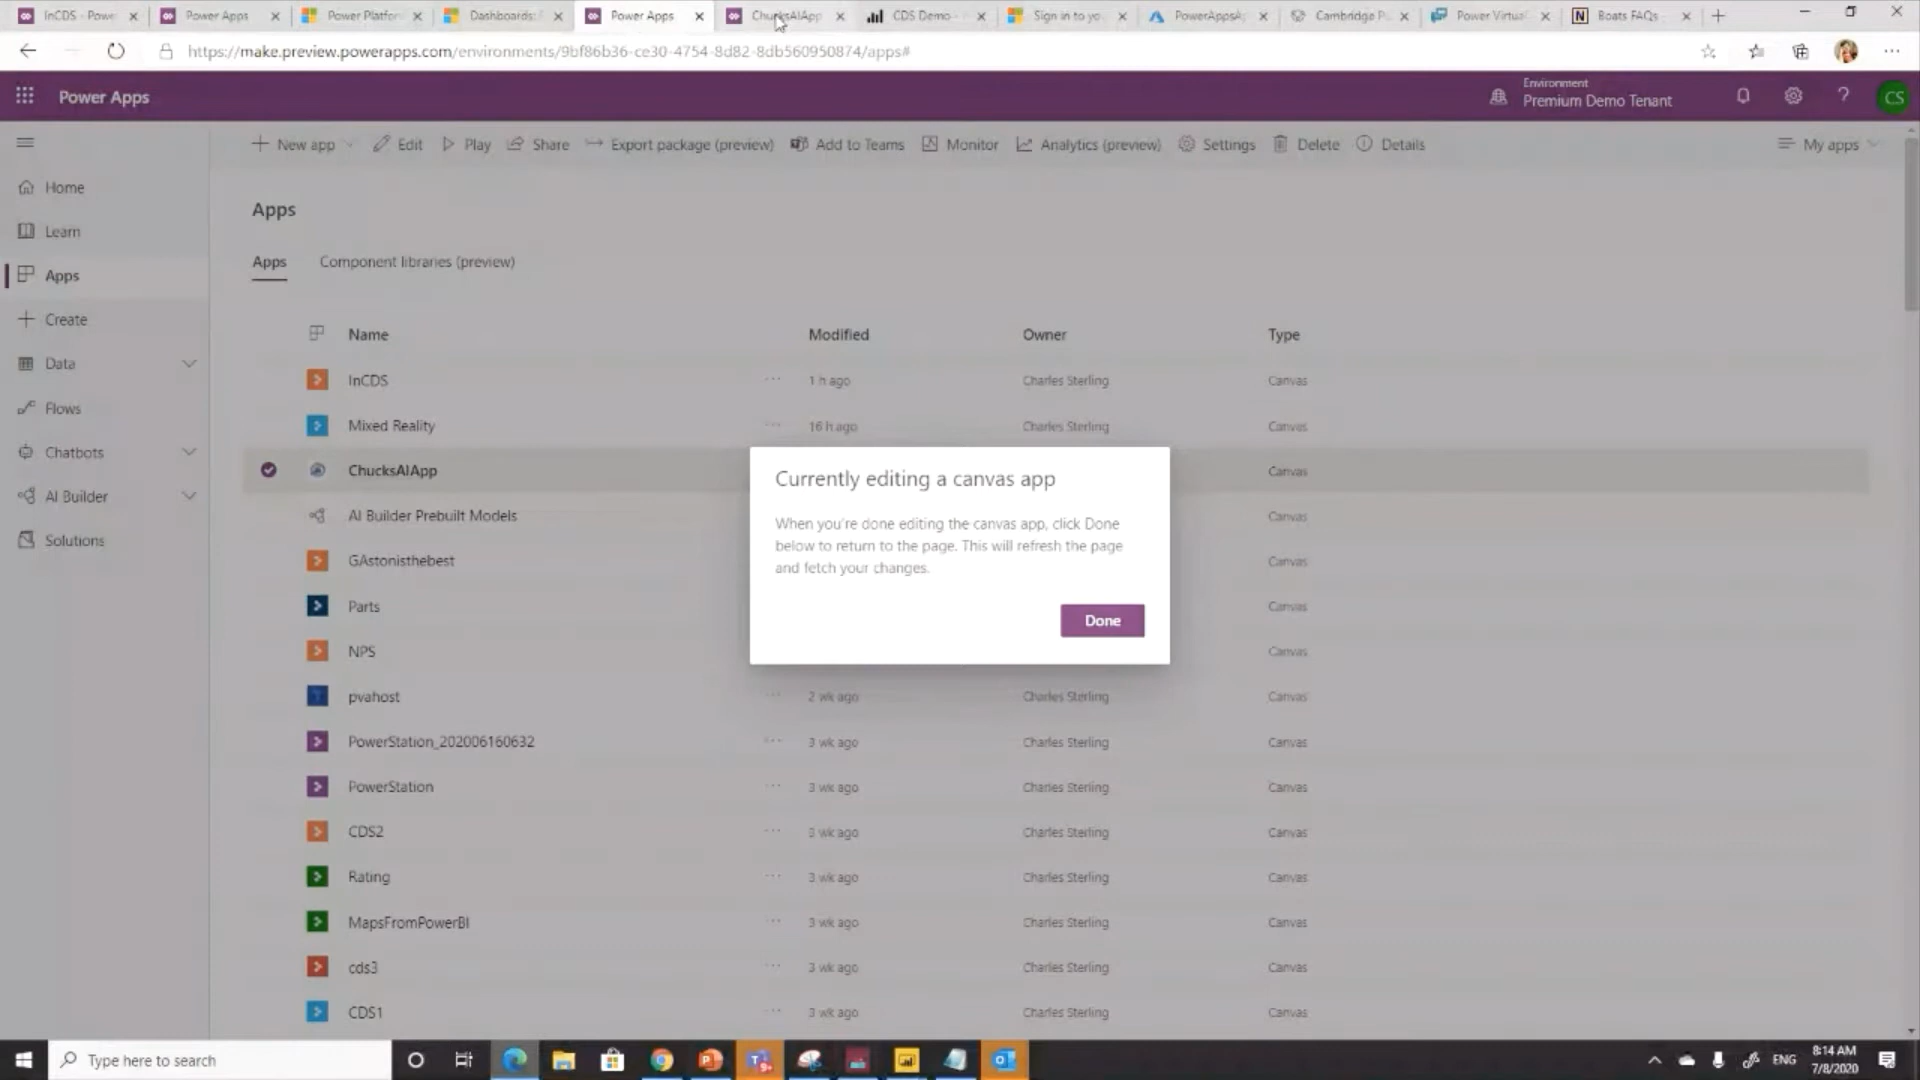 InCDS - Powe
Power Apps
Power Platfor
Dashboards:
Power Apps
ChucksAIApp
CDS Demo -
Sign in to yo
PowerAppsA
Cambridge P
Power Virtua
Boats FAQs
https://make.preview.powerapps.com/environments/9bf86b36-ce30-4754-8d82-8db560950874/apps#
Power Apps
Environment
Premium Demo Tenant
?
CS
New app
Edit
Play
Share
Export package (preview)
Add to Teams
Monitor
Analytics (preview)
Settings
Delete
Details
My apps
Home
Learn
Apps
Create
Data
Flows
Chatbots
AI Builder
Solutions
Apps
Apps
Component libraries (preview)
Name Modified Owner Type
InCDS ... 1 h ago Charles Sterling Canvas
Mixed Reality ... 16 h ago Charles Sterling Canvas
ChucksAIApp Canvas
AI Builder Prebuilt Models Canvas
GAstonisthebest Canvas
Parts Canvas
NPS Canvas
pvahost ... 2 wk ago Charles Sterling Canvas
PowerStation_202006160632 ... 3 wk ago Charles Sterling Canvas
PowerStation ... 3 wk ago Charles Sterling Canvas
CDS2 ... 3 wk ago Charles Sterling Canvas
Rating ... 3 wk ago Charles Sterling Canvas
MapsFromPowerBI ... 3 wk ago Charles Sterling Canvas
cds3 ... 3 wk ago Charles Sterling Canvas
CDS1 ... 3 wk ago Charles Sterling Canvas
Currently editing a canvas app
When you're done editing the canvas app, click Done
below to return to the page. This will refresh the page
and fetch your changes.
Done
Type here to search
ENG
8:14 AM
7/8/2020